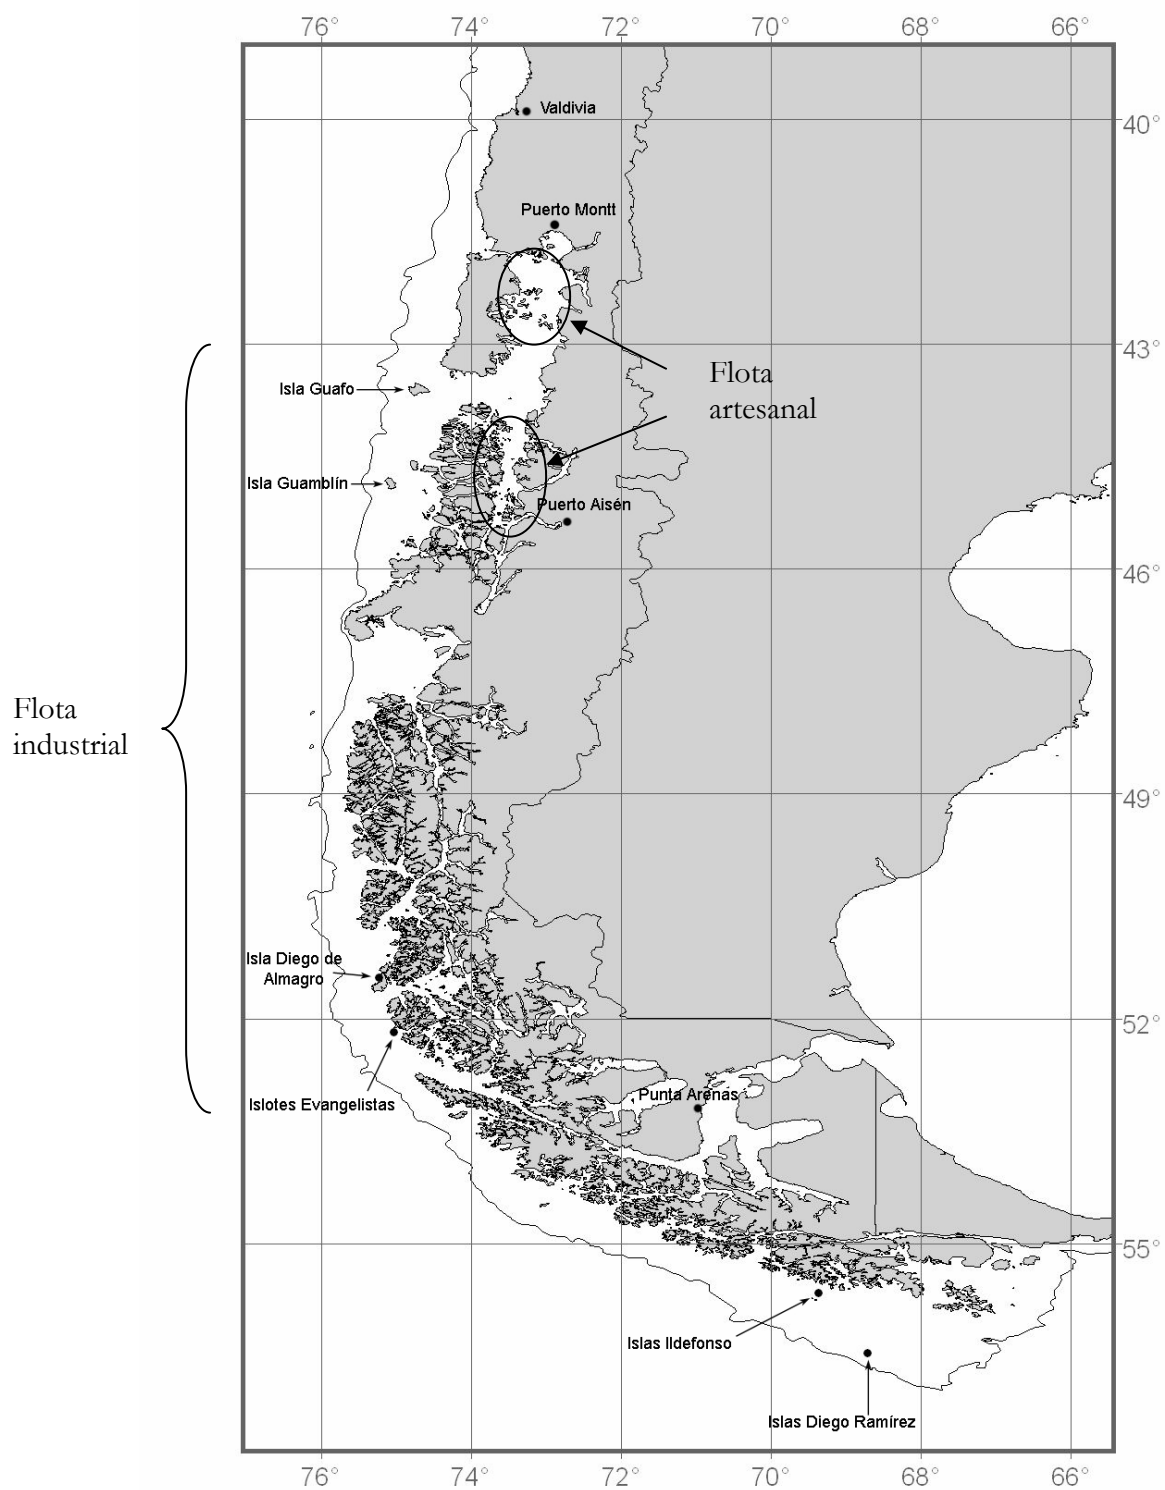 76° 74° 72° 70° 68° 66°
Valdivia
40°
Puerto Montt
43°
Flota
artesanal
Isla Guafo
Isla Guamblín
Puerto Aisén
46°
Flota
industrial
49°
Isla Diego de
Almagro
52°
Islotes Evangelistas
Punta Arenas
55°
Islas Ildefonso
Islas Diego Ramírez
76° 74° 72° 70° 68° 66°